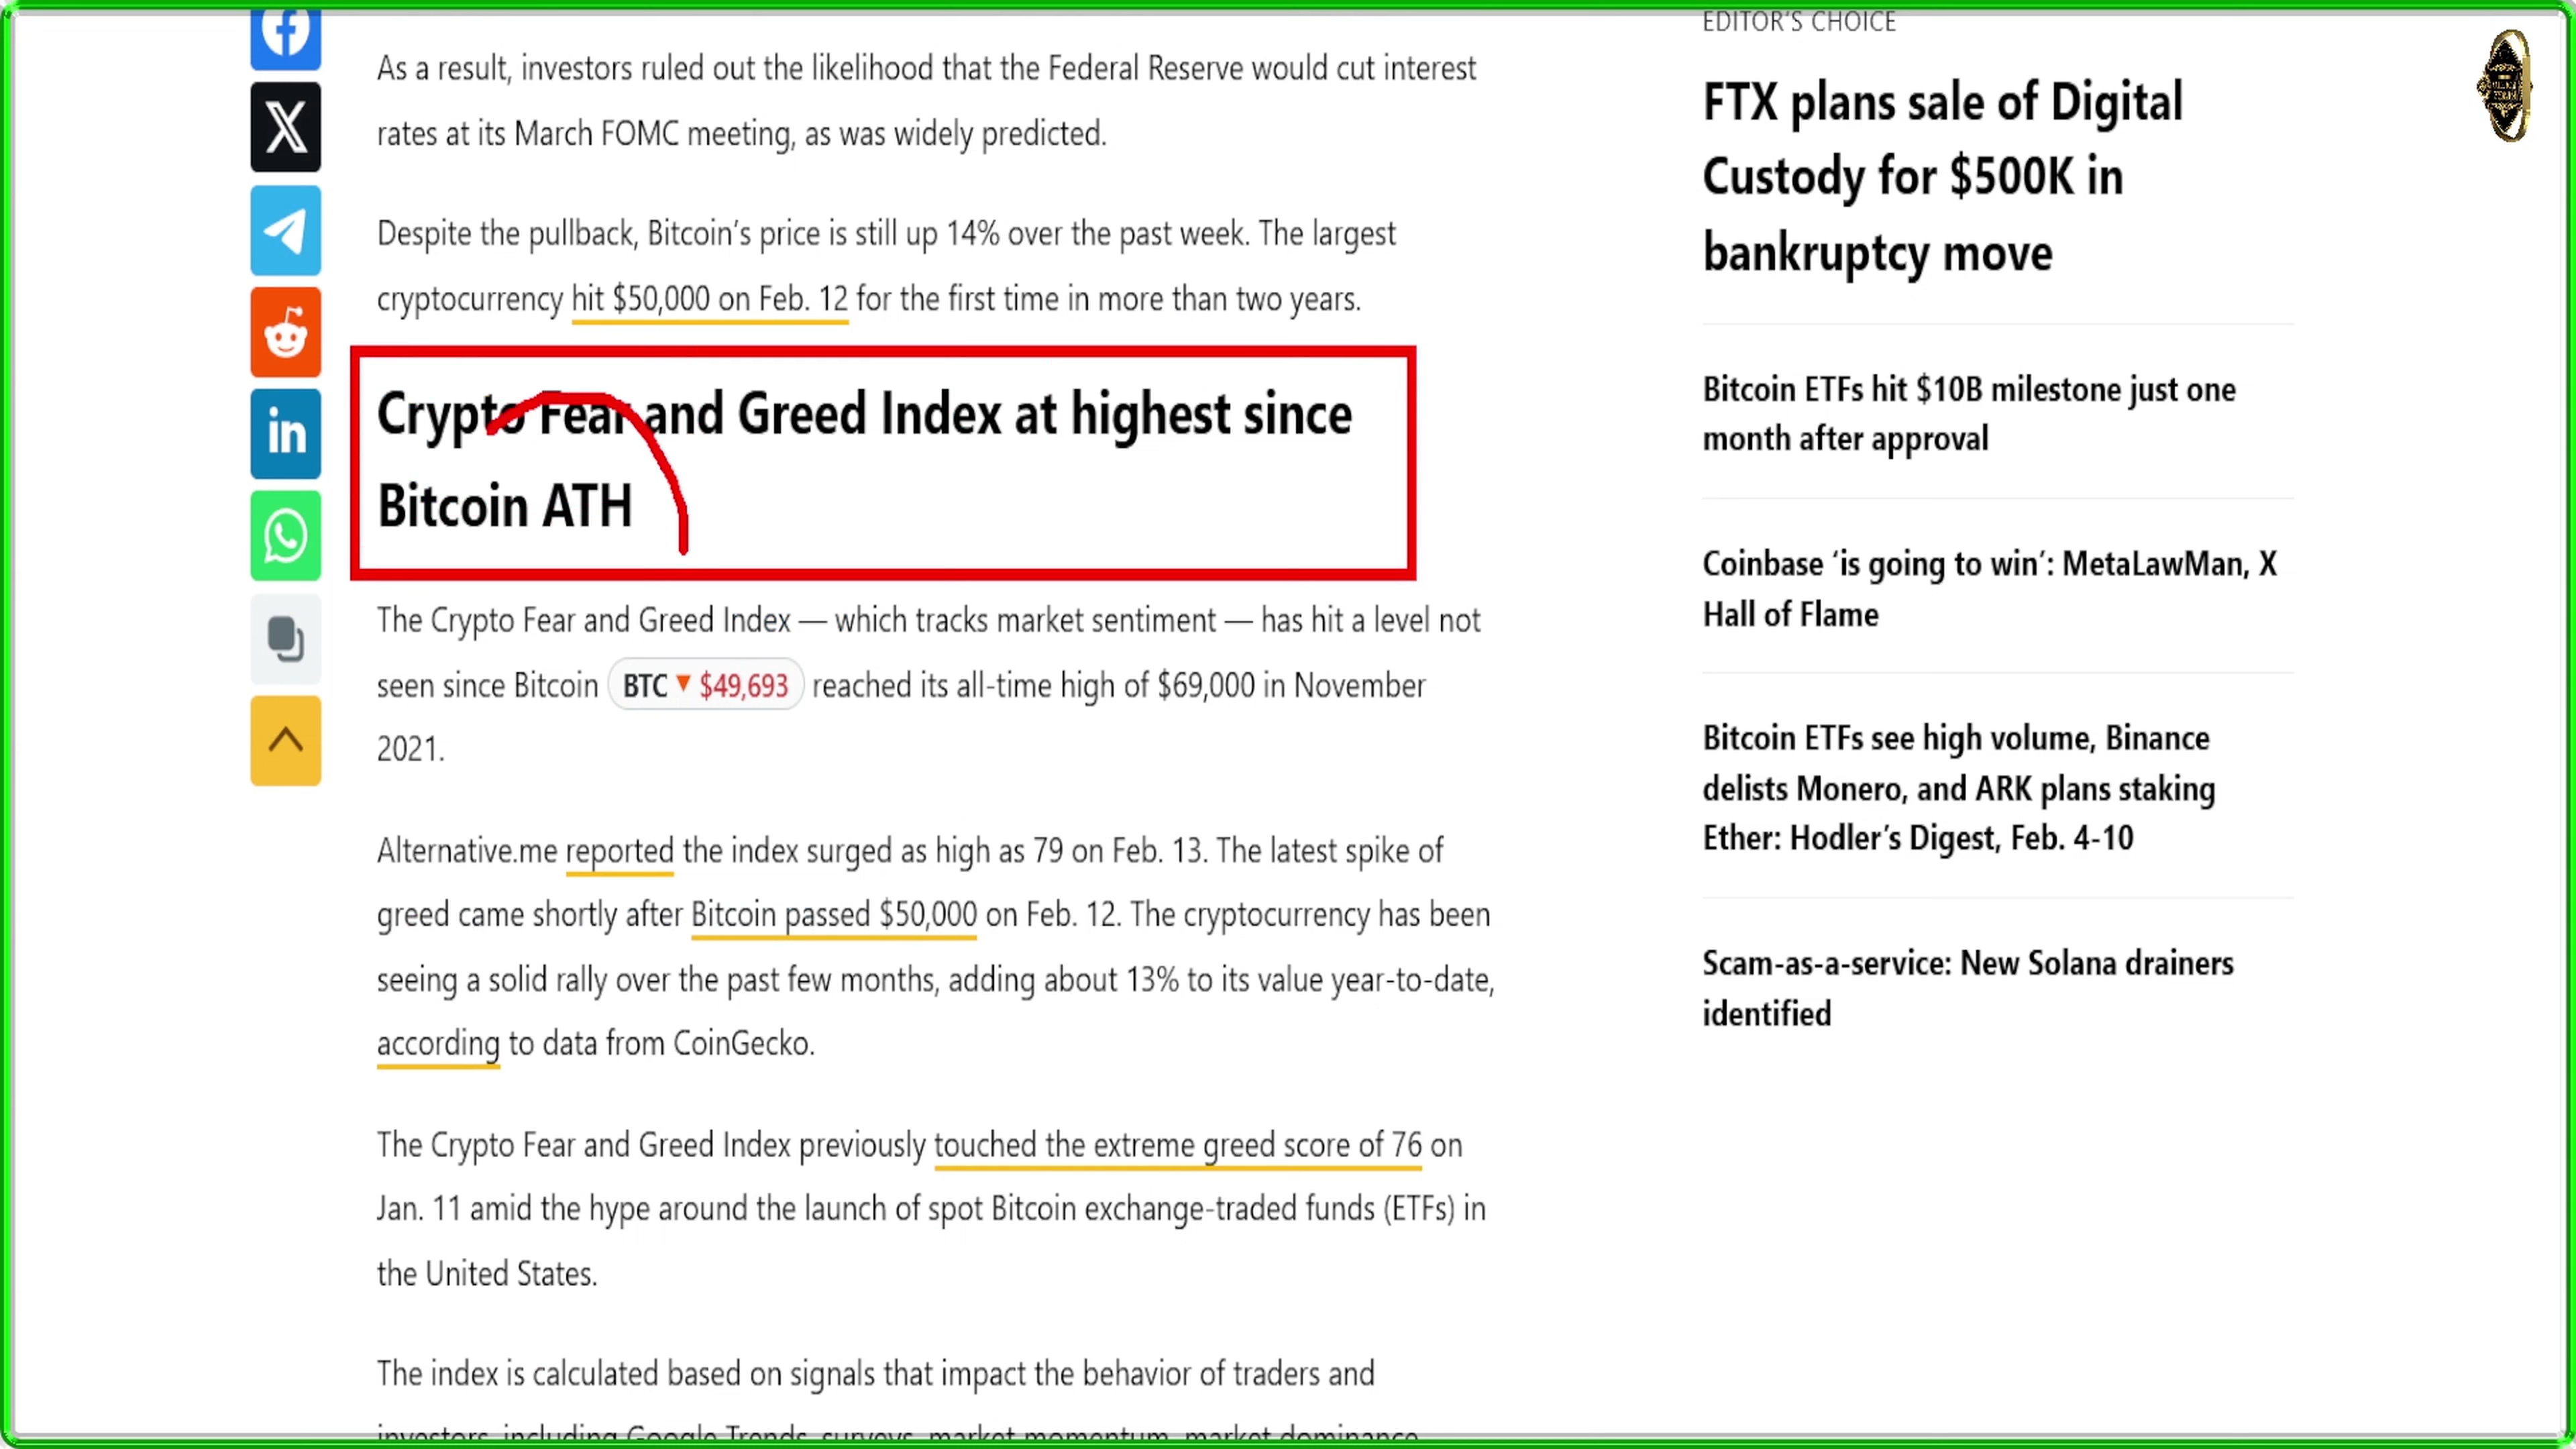 As a result, investors ruled out the likelihood that the Federal Reserve would cut interest
rates at its March FOMC meeting, as was widely predicted.
Despite the pullback, Bitcoin’s price is still up 14% over the past week. The largest
cryptocurrency hit $50,000 on Feb. 12 for the first time in more than two years.
Crypto Fear and Greed Index at highest since
Bitcoin ATH
The Crypto Fear and Greed Index — which tracks market sentiment — has hit a level not
seen since Bitcoin BTC ▼ $49,693 reached its all-time high of $69,000 in November
2021.
Alternative.me reported the index surged as high as 79 on Feb. 13. The latest spike of
greed came shortly after Bitcoin passed $50,000 on Feb. 12. The cryptocurrency has been
seeing a solid rally over the past few months, adding about 13% to its value year-to-date,
according to data from CoinGecko.
The Crypto Fear and Greed Index previously touched the extreme greed score of 76 on
Jan. 11 amid the hype around the launch of spot Bitcoin exchange-traded funds (ETFs) in
the United States.
The index is calculated based on signals that impact the behavior of traders and
investors, including Google Trends, surveys, market momentum, market dominance
EDITOR’S CHOICE
FTX plans sale of Digital
Custody for $500K in
bankruptcy move
Bitcoin ETFs hit $10B milestone just one
month after approval
Coinbase ‘is going to win’: MetaLawMan, X
Hall of Flame
Bitcoin ETFs see high volume, Binance
delists Monero, and ARK plans staking
Ether: Hodler’s Digest, Feb. 4-10
Scam-as-a-service: New Solana drainers
identified